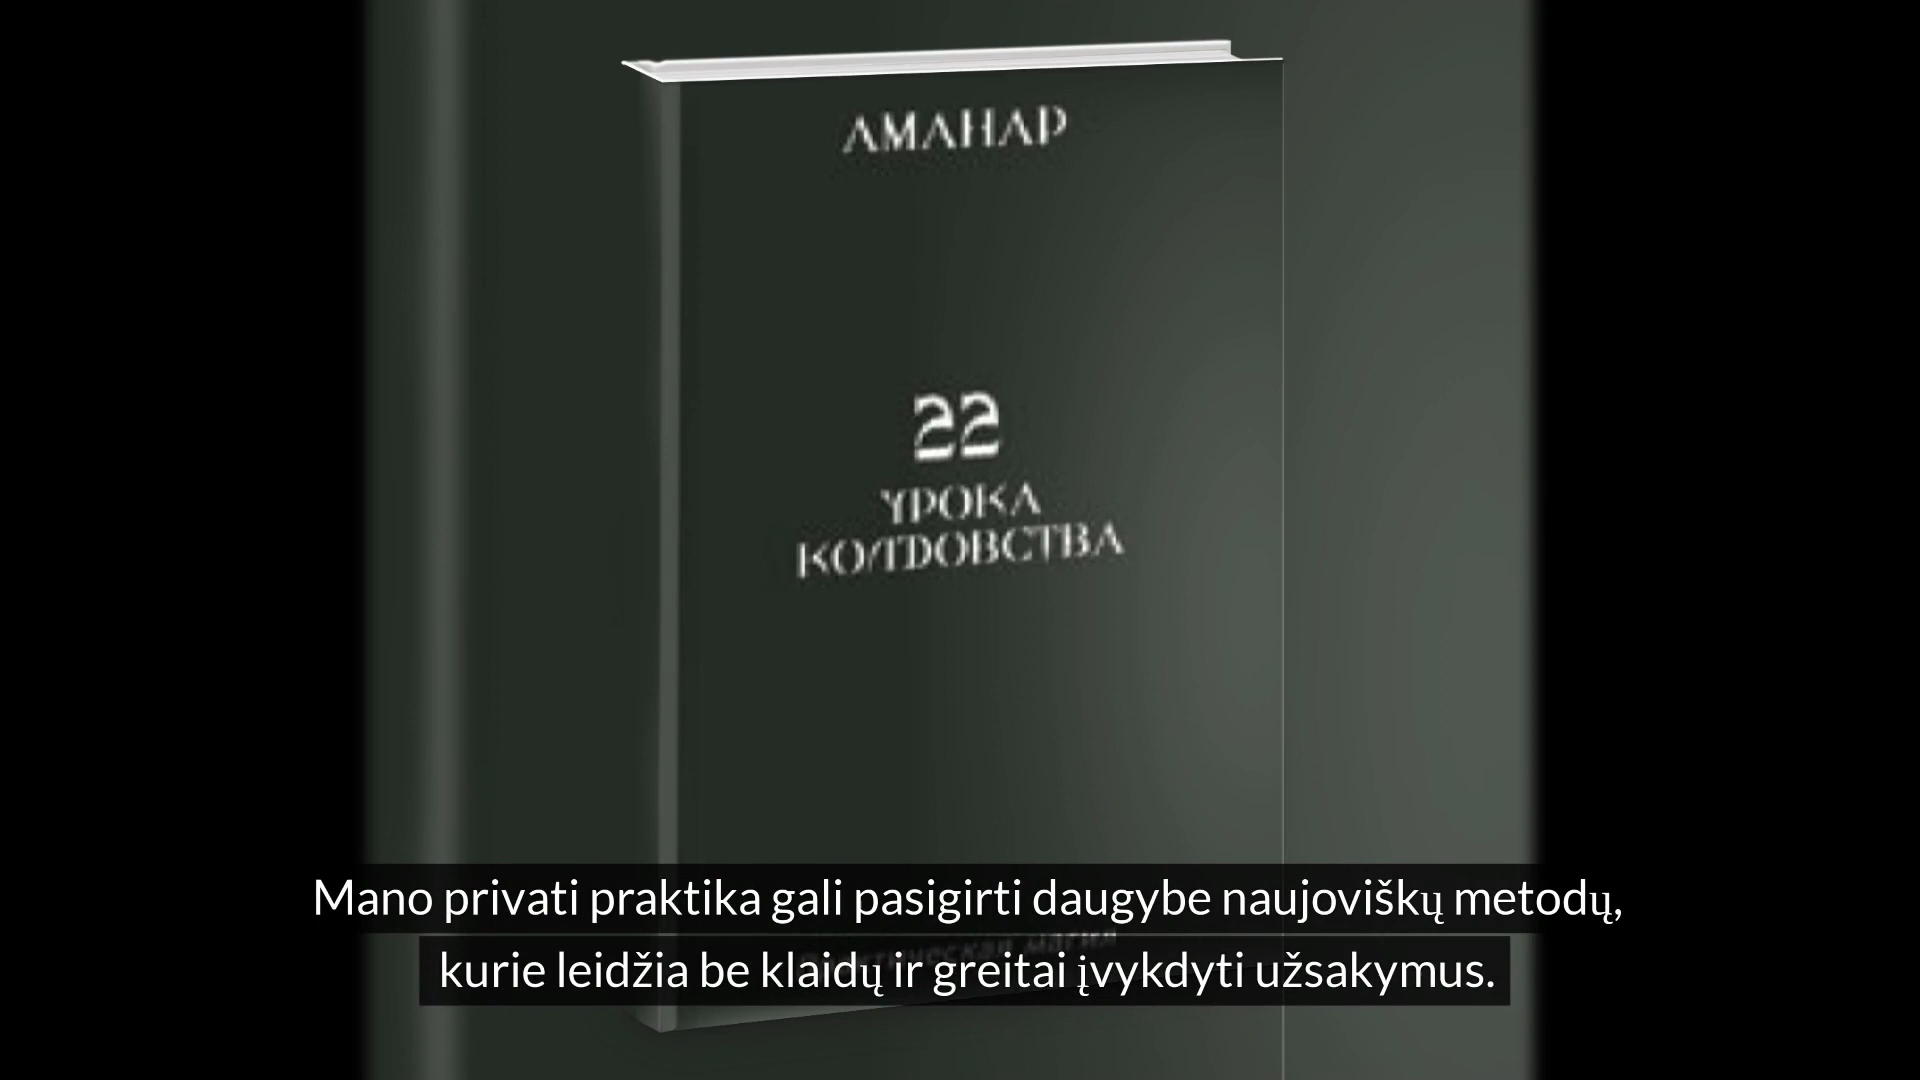 АМАНАР
22
УРОКА
КОЛДОВСТВА
Mano privati praktika gali pasigirti daugybe naujoviškų metodų,
kurie leidžia be klaidų ir greitai įvykdyti užsakymus.